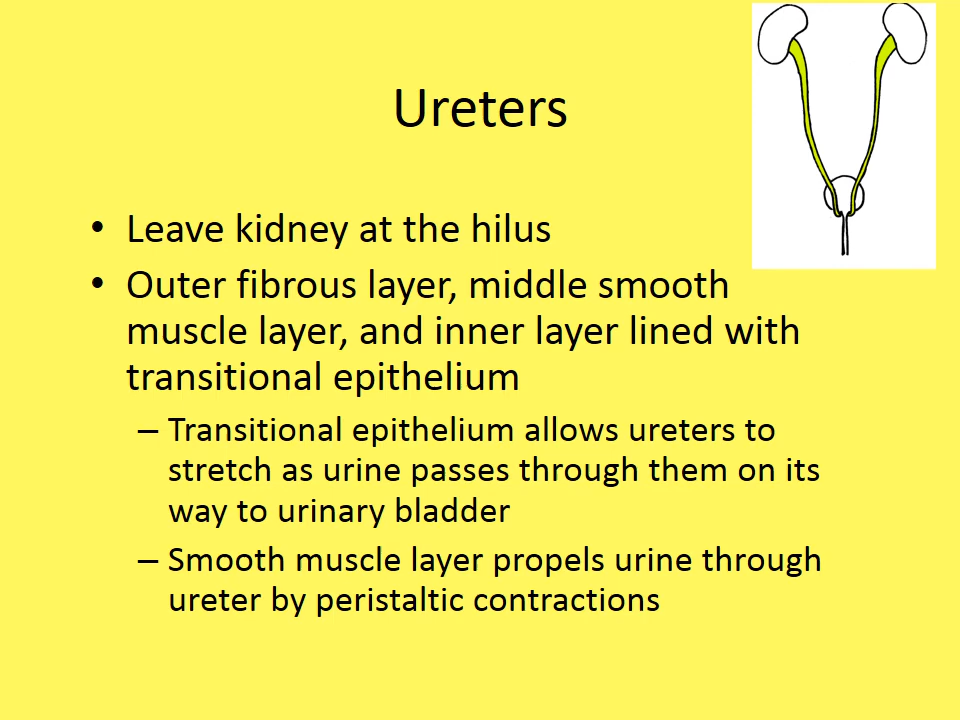 Ureters
• Leave kidney at the hilus
• Outer fibrous layer, middle smooth
muscle layer, and inner layer lined with
transitional epithelium
– Transitional epithelium allows ureters to
stretch as urine passes through them on its
way to urinary bladder
– Smooth muscle layer propels urine through
ureter by peristaltic contractions